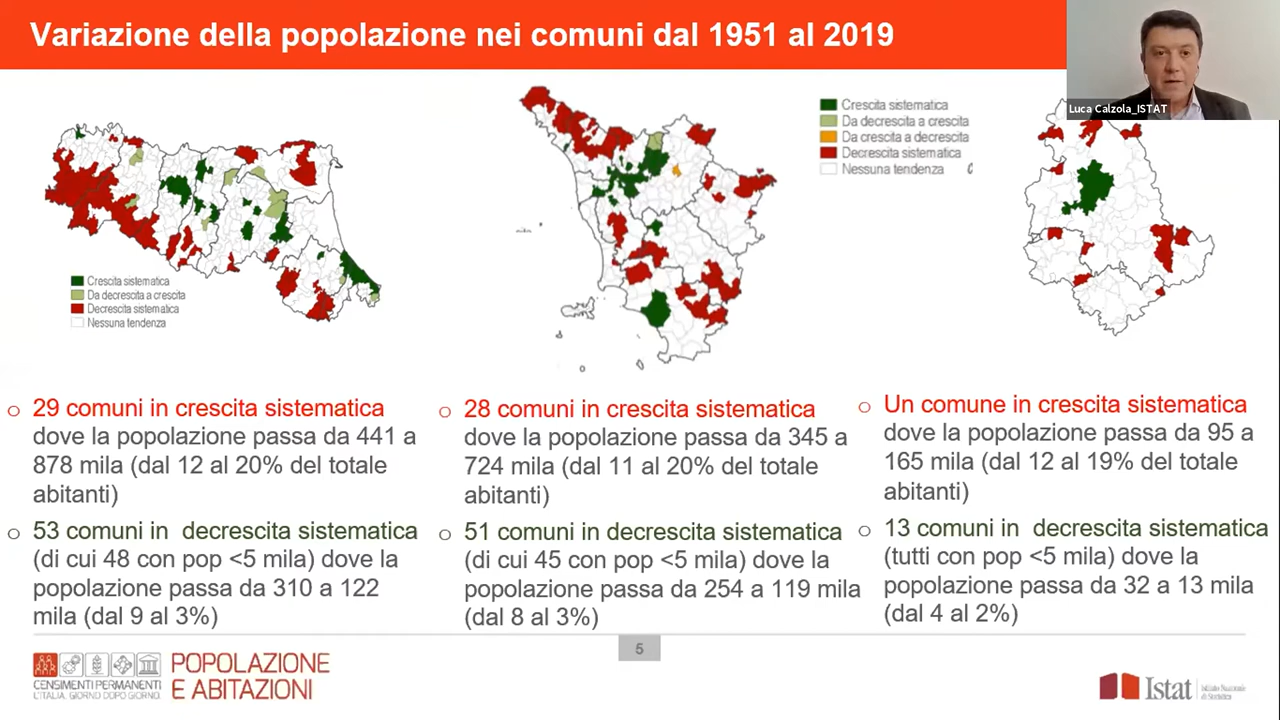 Variazione della popolazione nei comuni dal 1951 al 2019
Luca Calzola_ISTAT
Crescita sistematica
Da decrescita a crescita
Decrescita sistematica
Nessuna tendenza
Crescita sistematica
Da decrescita a crescita
Da crescita a decrescita
Decrescita sistematica
Nessuna tendenza
29 comuni in crescita sistematica
dove la popolazione passa da 441 a
878 mila (dal 12 al 20% del totale
abitanti)
53 comuni in decrescita sistematica
(di cui 48 con pop <5 mila) dove la
popolazione passa da 310 a 122
mila (dal 9 al 3%)
28 comuni in crescita sistematica
dove la popolazione passa da 345 a
724 mila (dal 11 al 20% del totale
abitanti)
51 comuni in decrescita sistematica
(di cui 45 con pop <5 mila) dove la
popolazione passa da 254 a 119 mila
(dal 8 al 3%)
Un comune in crescita sistematica
dove la popolazione passa da 95 a
165 mila (dal 12 al 19% del totale
abitanti)
13 comuni in decrescita sistematica
(tutti con pop <5 mila) dove la
popolazione passa da 32 a 13 mila
(dal 4 al 2%)
5
CENSIMENTI PERMANENTI
L'ITALIA. GIORNO DOPO GIORNO.
POPOLAZIONE
E ABITAZIONI
Istat
Istituto Nazionale
di Statistica